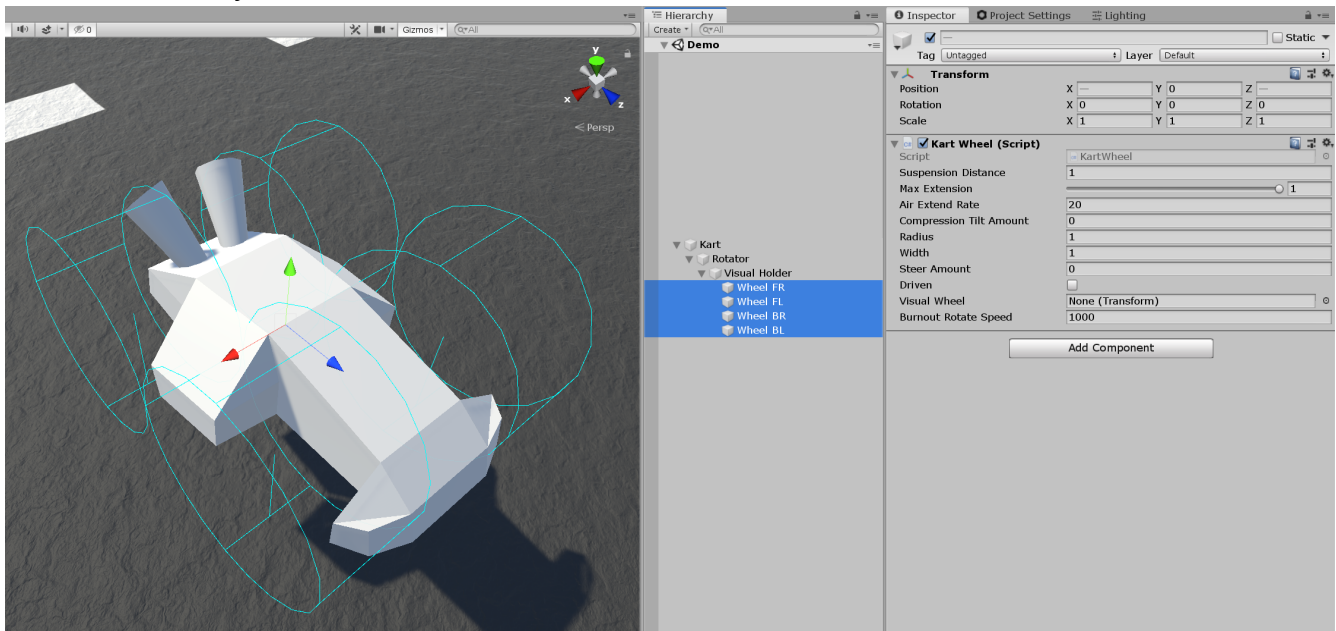 0
Gizmos
All
y
x
z
Persp
Hierarchy
Create
All
Demo
Kart
Rotator
Visual Holder
Wheel FR
Wheel FL
Wheel BR
Wheel BL
Inspector Project Settings Lighting
— Static
Tag Untagged Layer Default
Transform
Position X — Y 0 Z —
Rotation X 0 Y 0 Z 0
Scale X 1 Y 1 Z 1
Kart Wheel (Script)
Script KartWheel
Suspension Distance 1
Max Extension 1
Air Extend Rate 20
Compression Tilt Amount 0
Radius 1
Width 1
Steer Amount 0
Driven
Visual Wheel None (Transform)
Burnout Rotate Speed 1000
Add Component